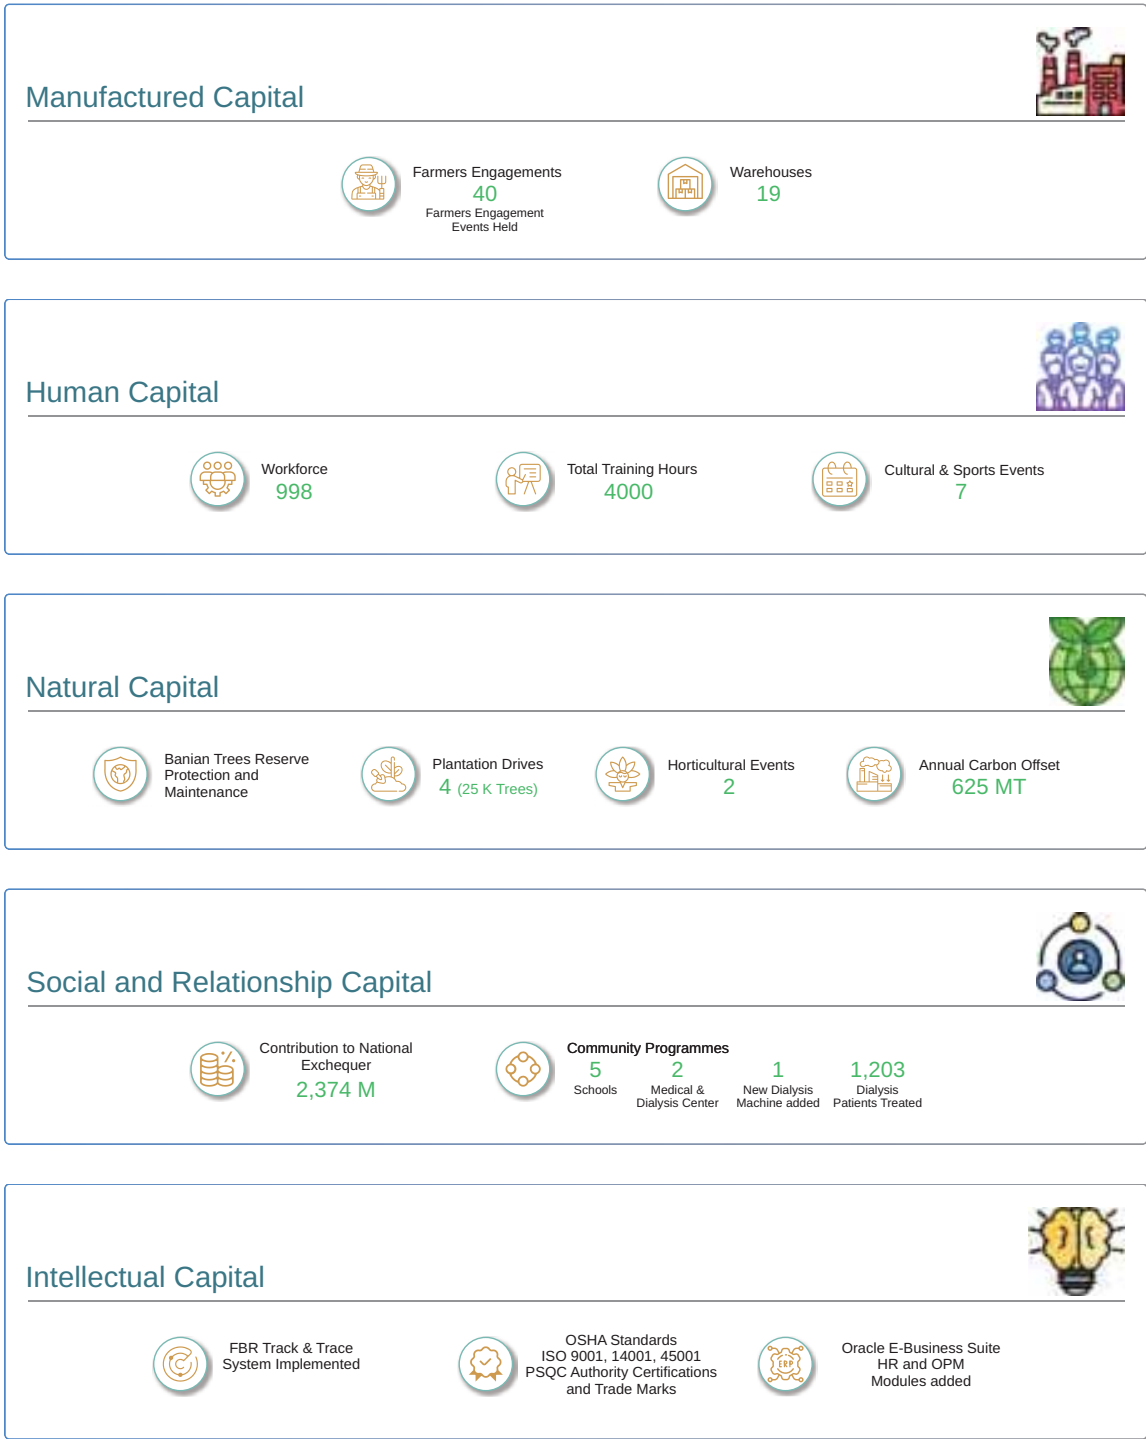 Manufactured Capital
Farmers Engagements
40
Farmers Engagement
Events Held
Warehouses
19
Human Capital
Workforce
998
Total Training Hours
4000
Cultural & Sports Events
7
Natural Capital
Banian Trees Reserve
Protection and
Maintenance
Plantation Drives
4 (25 K Trees)
Horticultural Events
2
Annual Carbon Offset
625 MT
Social and Relationship Capital
Contribution to National
Exchequer
2,374 M
Community Programmes
5
Schools
2
Medical &
Dialysis Center
1
New Dialysis
Machine added
1,203
Dialysis
Patients Treated
Intellectual Capital
FBR Track & Trace
System Implemented
OSHA Standards
ISO 9001, 14001, 45001
PSQC Authority Certifications
and Trade Marks
ERP
Oracle E-Business Suite
HR and OPM
Modules added